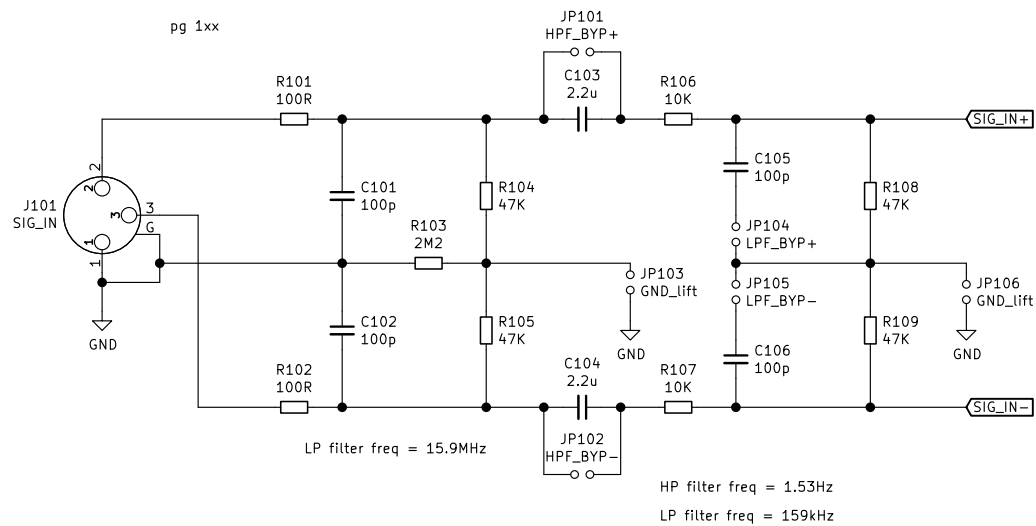 pg 1xx
JP101
HPF_BYP+
C103
2.2u
R101
100R
R106
10K
SIG_IN+
C105
100p
C101
100p
R104
47K
R108
47K
J101
SIG_IN
2
2
3
3
G
1
1
R103
2M2
JP104
LPF_BYP+
JP103
GND_lift
JP105
LPF_BYP-
JP106
GND_lift
GND
C102
100p
R105
47K
GND
C106
100p
R109
47K
GND
R102
100R
C104
2.2u
R107
10K
SIG_IN-
LP filter freq = 15.9MHz
JP102
HPF_BYP-
HP filter freq = 1.53Hz
LP filter freq = 159kHz